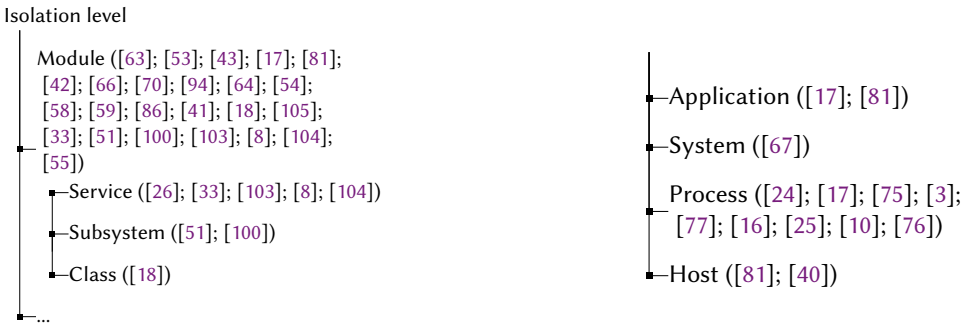 Isolation level
Module ([63]; [53]; [43]; [17]; [81];
[42]; [66]; [70]; [94]; [64]; [54];
[58]; [59]; [86]; [41]; [18]; [105];
[33]; [51]; [100]; [103]; [8]; [104];
[55])
Service ([26]; [33]; [103]; [8]; [104])
Subsystem ([51]; [100])
Class ([18])
...
Application ([17]; [81])
System ([67])
Process ([24]; [17]; [75]; [3];
[77]; [16]; [25]; [10]; [76])
Host ([81]; [40])